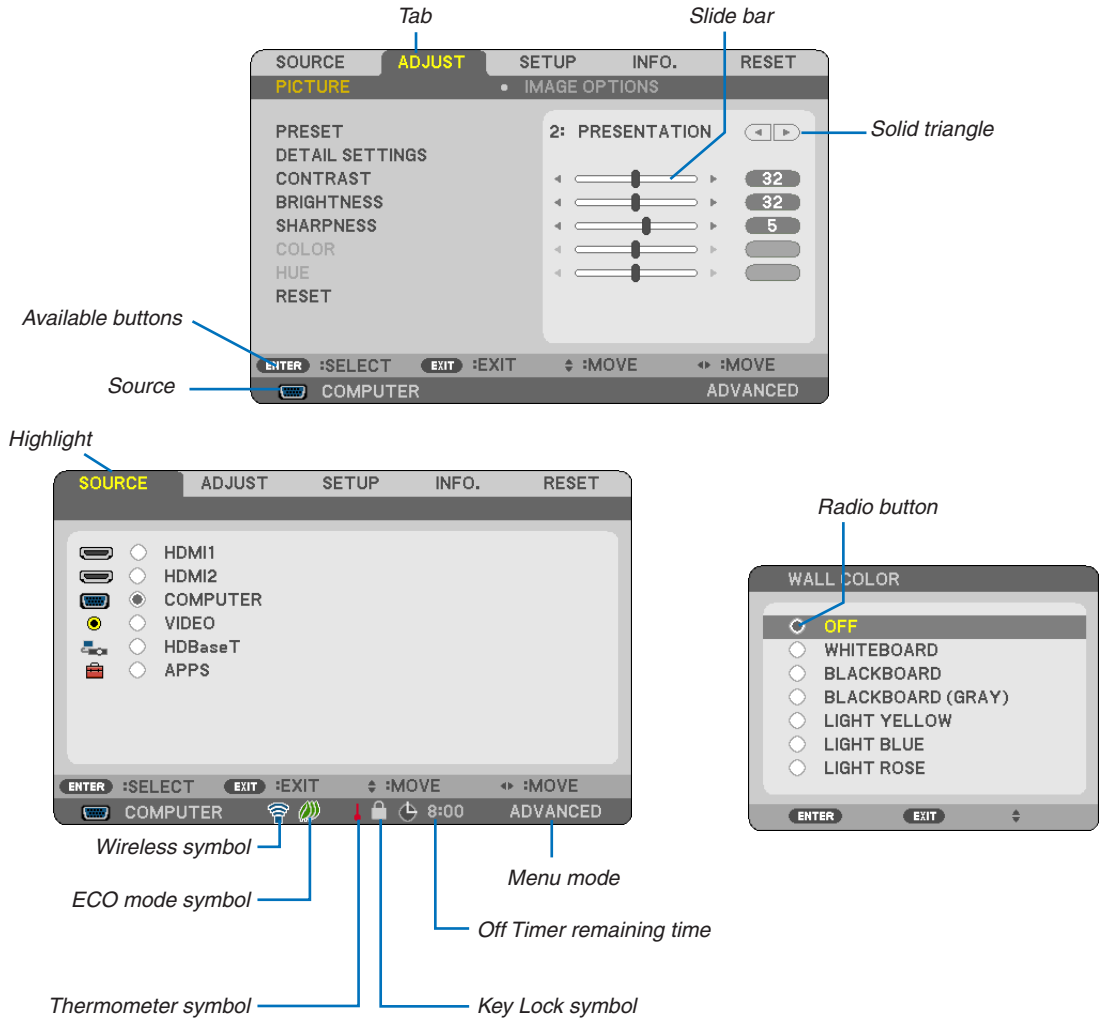 Tab
Slide bar
SOURCE ADJUST SETUP INFO. RESET
PICTURE • IMAGE OPTIONS
PRESET 2: PRESENTATION
Solid triangle
DETAIL SETTINGS
CONTRAST 32
BRIGHTNESS 32
SHARPNESS 5
COLOR
HUE
RESET
Available buttons
ENTER :SELECT EXIT :EXIT :MOVE :MOVE
Source
COMPUTER ADVANCED
Highlight
SOURCE ADJUST SETUP INFO. RESET
HDMI1
HDMI2
COMPUTER
VIDEO
HDBaseT
APPS
ENTER :SELECT EXIT :EXIT :MOVE :MOVE
COMPUTER 8:00 ADVANCED
Radio button
WALL COLOR
OFF
WHITEBOARD
BLACKBOARD
BLACKBOARD (GRAY)
LIGHT YELLOW
LIGHT BLUE
LIGHT ROSE
ENTER EXIT
Wireless symbol
Menu mode
ECO mode symbol
Off Timer remaining time
Thermometer symbol
Key Lock symbol